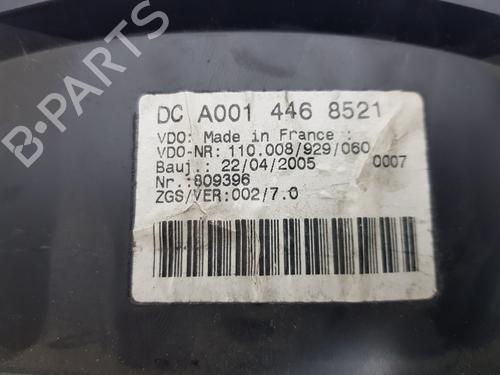 B-PARTS
DC A001 446 8521
VDO: Made in France :
VDO-NR: 110.008/929/060
Bauj.: 22/04/2005 0007
Nr.:809396
ZGS/VER:002/7.0